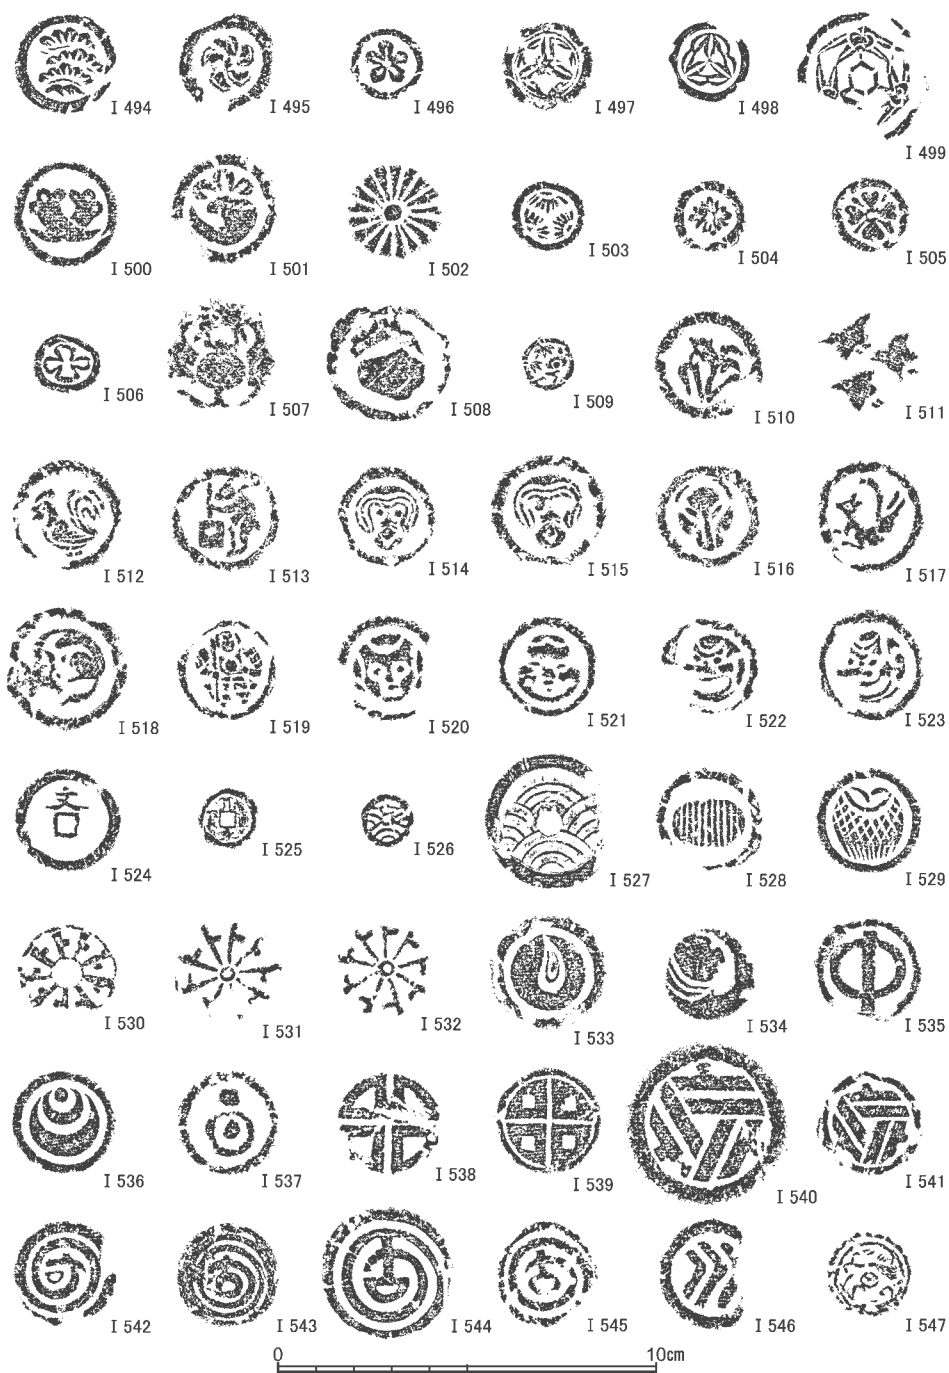 I 494 I 495 I 496 I 497 I 498 I 499
I 500 I 501 I 502 I 503 I 504 I 505
I 506 I 507 I 508 I 509 I 510 I 511
I 512 I 513 I 514 I 515 I 516 I 517
I 518 I 519 I 520 I 521 I 522 I 523
文
I 524 I 525 I 526 I 527 I 528 I 529
I 530 I 531 I 532 I 533 I 534 I 535
I 536 I 537 I 538 I 539 I 540 I 541
I 542 I 543 I 544 I 545 I 546 I 547
0 10cm